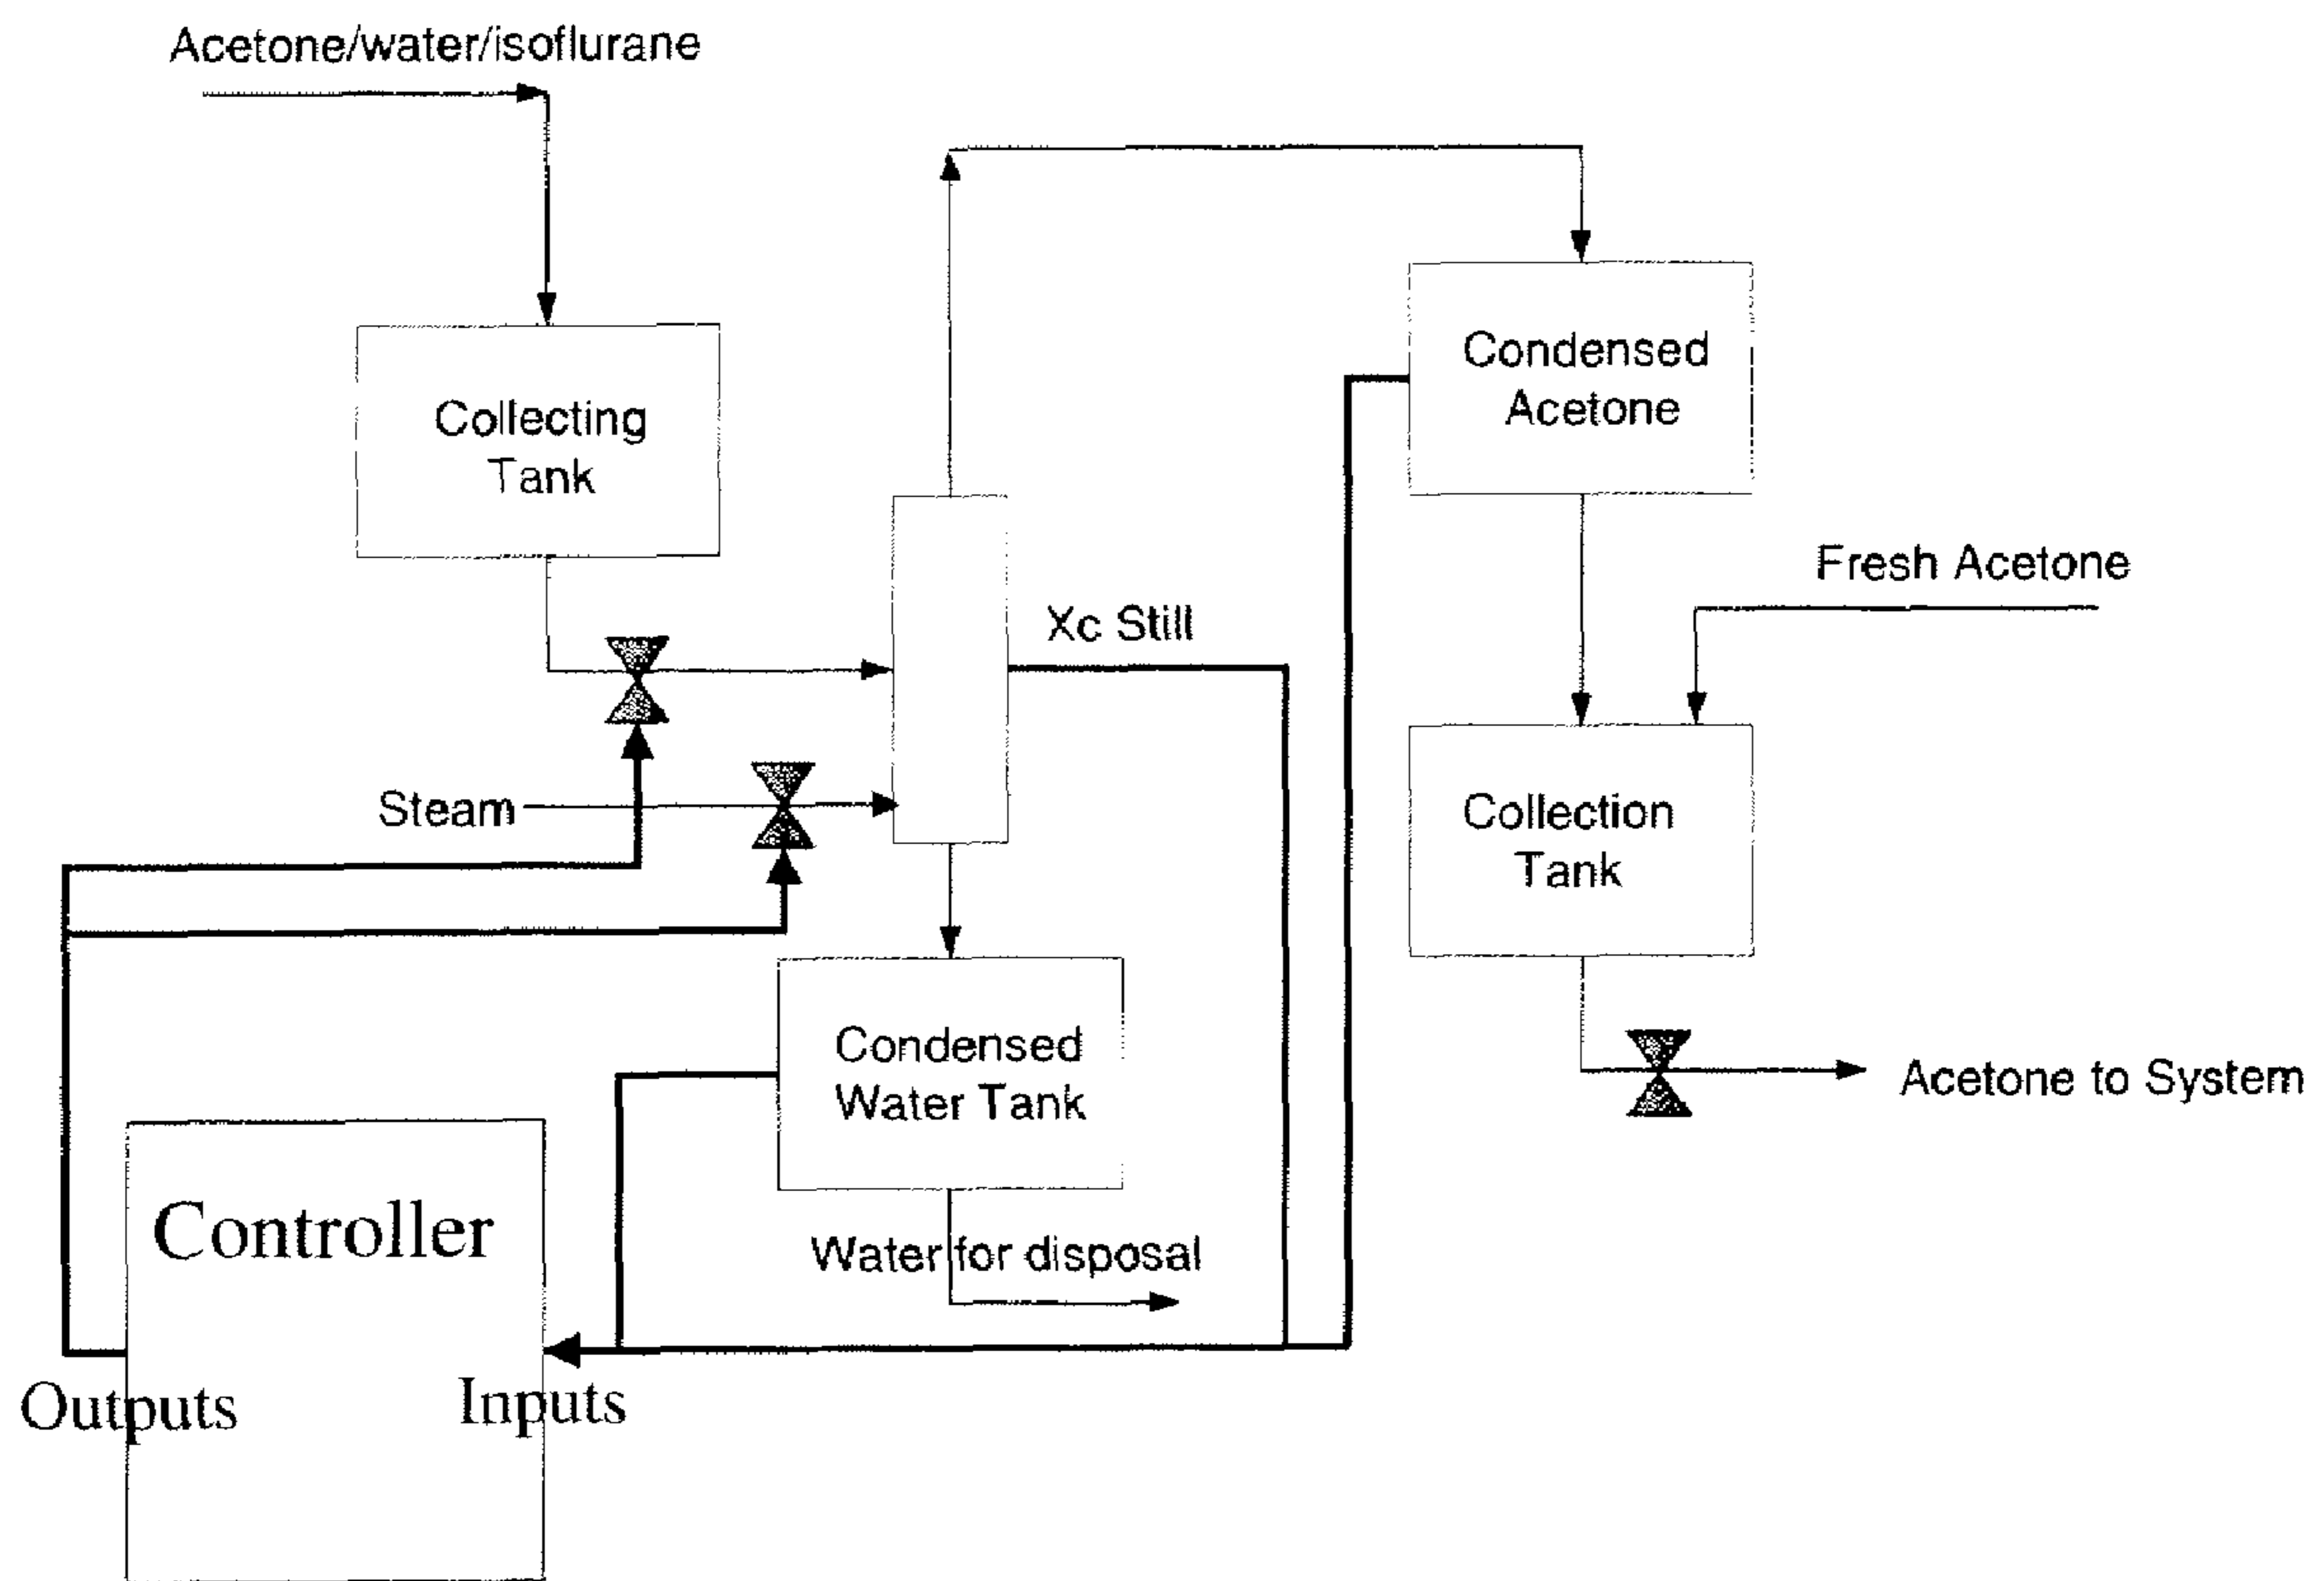 Acetone/water/isoflurane
Collecting
Tank
Condensed
Acetone
Fresh Acetone
Xc Still
Steam
Collection
Tank
Condensed
Water Tank
Acetone to System
Controller
Water for disposal
Outputs
Inputs